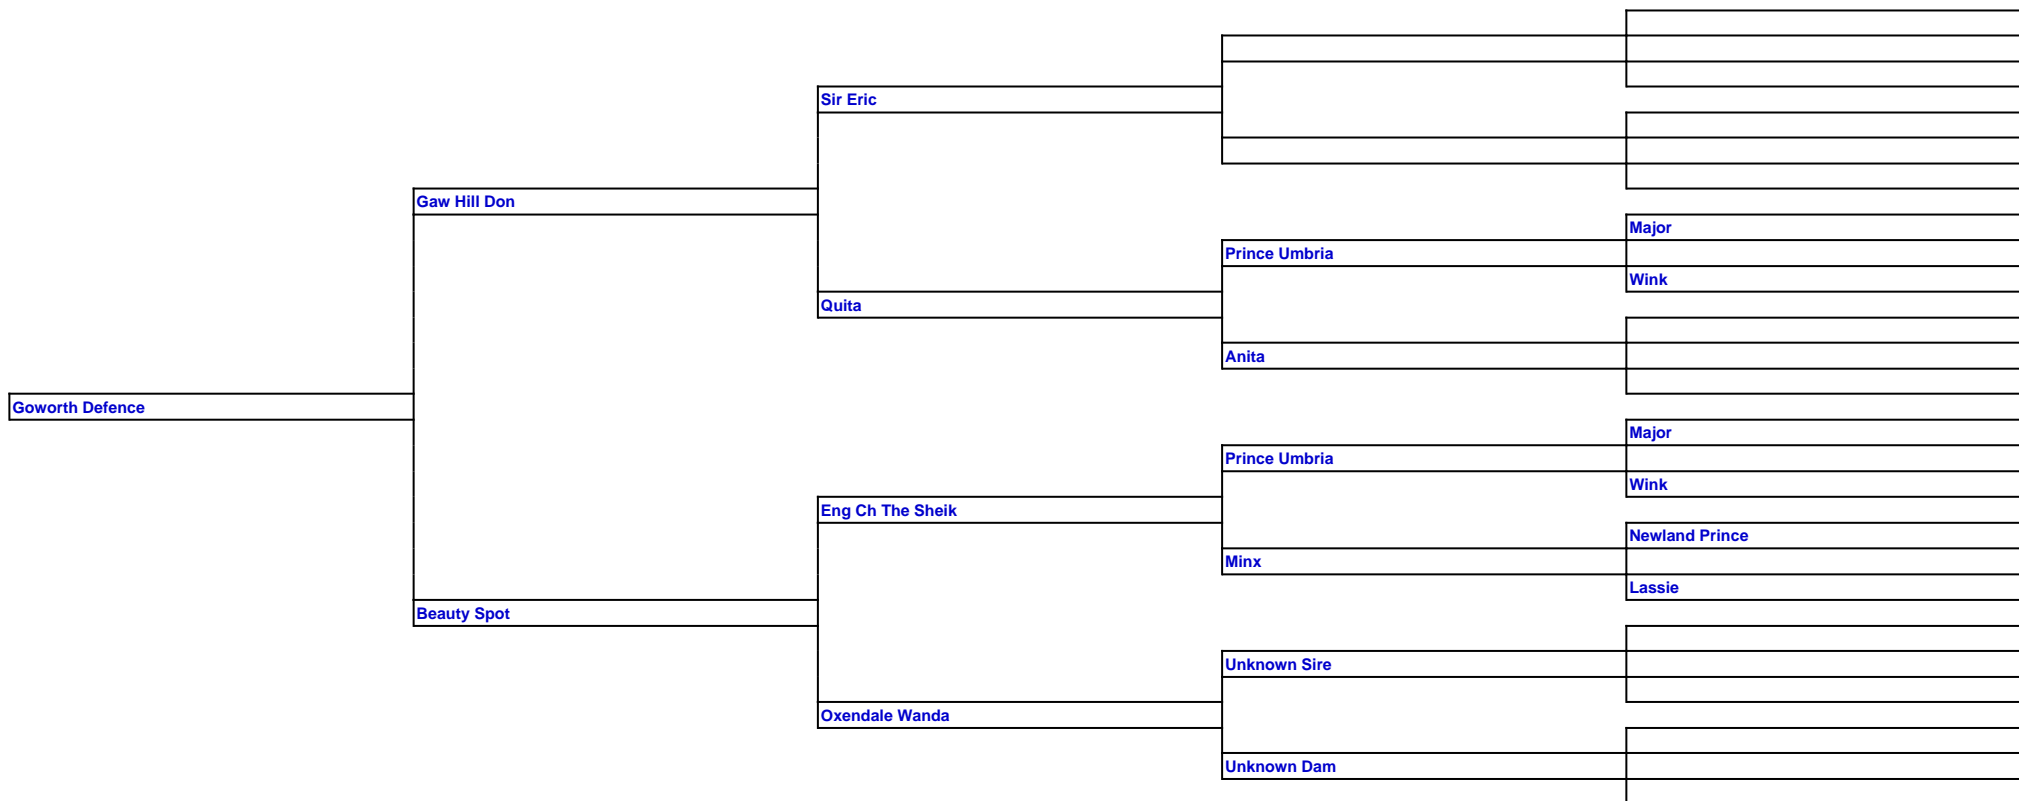 Sir Eric
Gaw Hill Don
Major
Prince Umbria
Wink
Quita
Anita
Goworth Defence
Major
Prince Umbria
Wink
Eng Ch The Sheik
Newland Prince
Minx
Lassie
Beauty Spot
Unknown Sire
Oxendale Wanda
Unknown Dam